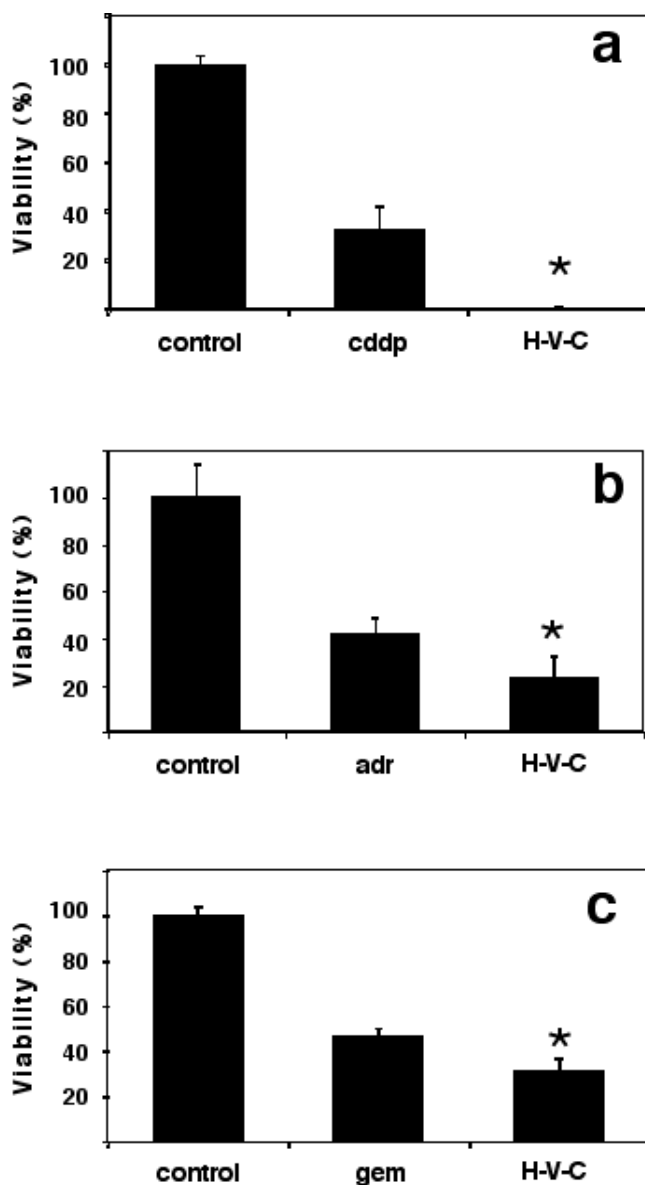 a
Viability (%)
100
80
60
40
20
*
control cddp H-V-C
b
Viability (%)
100
80
60
40
20
*
control adr H-V-C
c
Viability (%)
100
80
60
40
20
*
control gem H-V-C